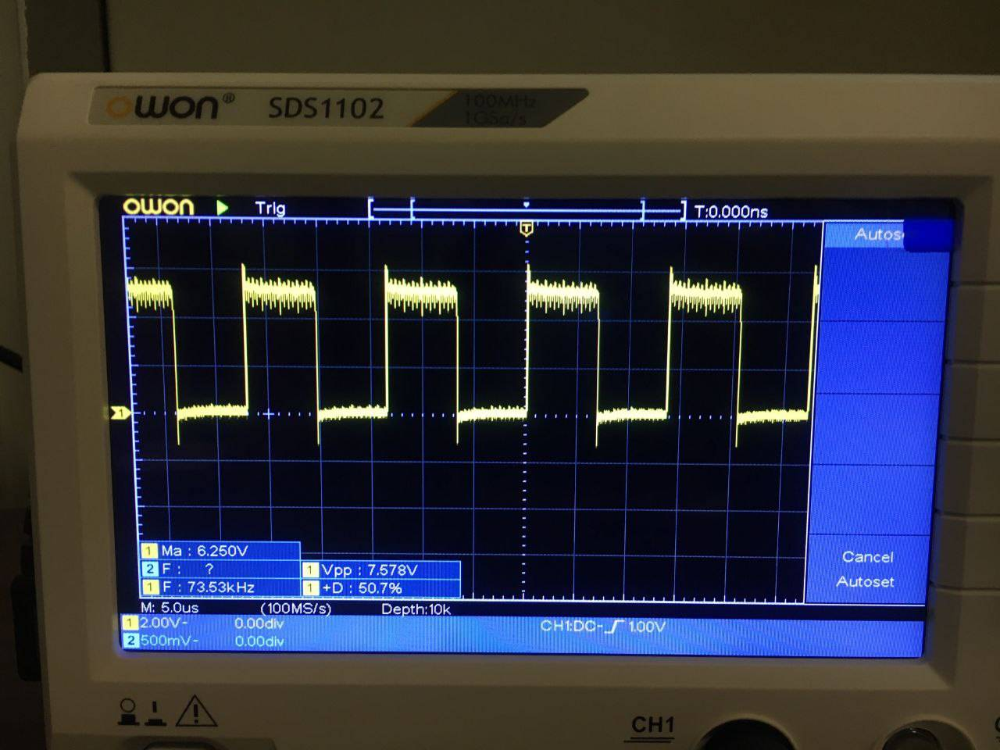 owon® SDS1102 100MHz
1GSa/s
owon Trig T:0.000ns
T
Autos
1
1 Ma : 6.250V
2 F : ? 1 Vpp : 7.578V
1 F : 73.53kHz 1 +D : 50.7%
Cancel
Autoset
M: 5.0us (100MS/s) Depth:10k
1 2.00V- 0.00div CH1:DC- 1.00V
2 500mV- 0.00div
CH1